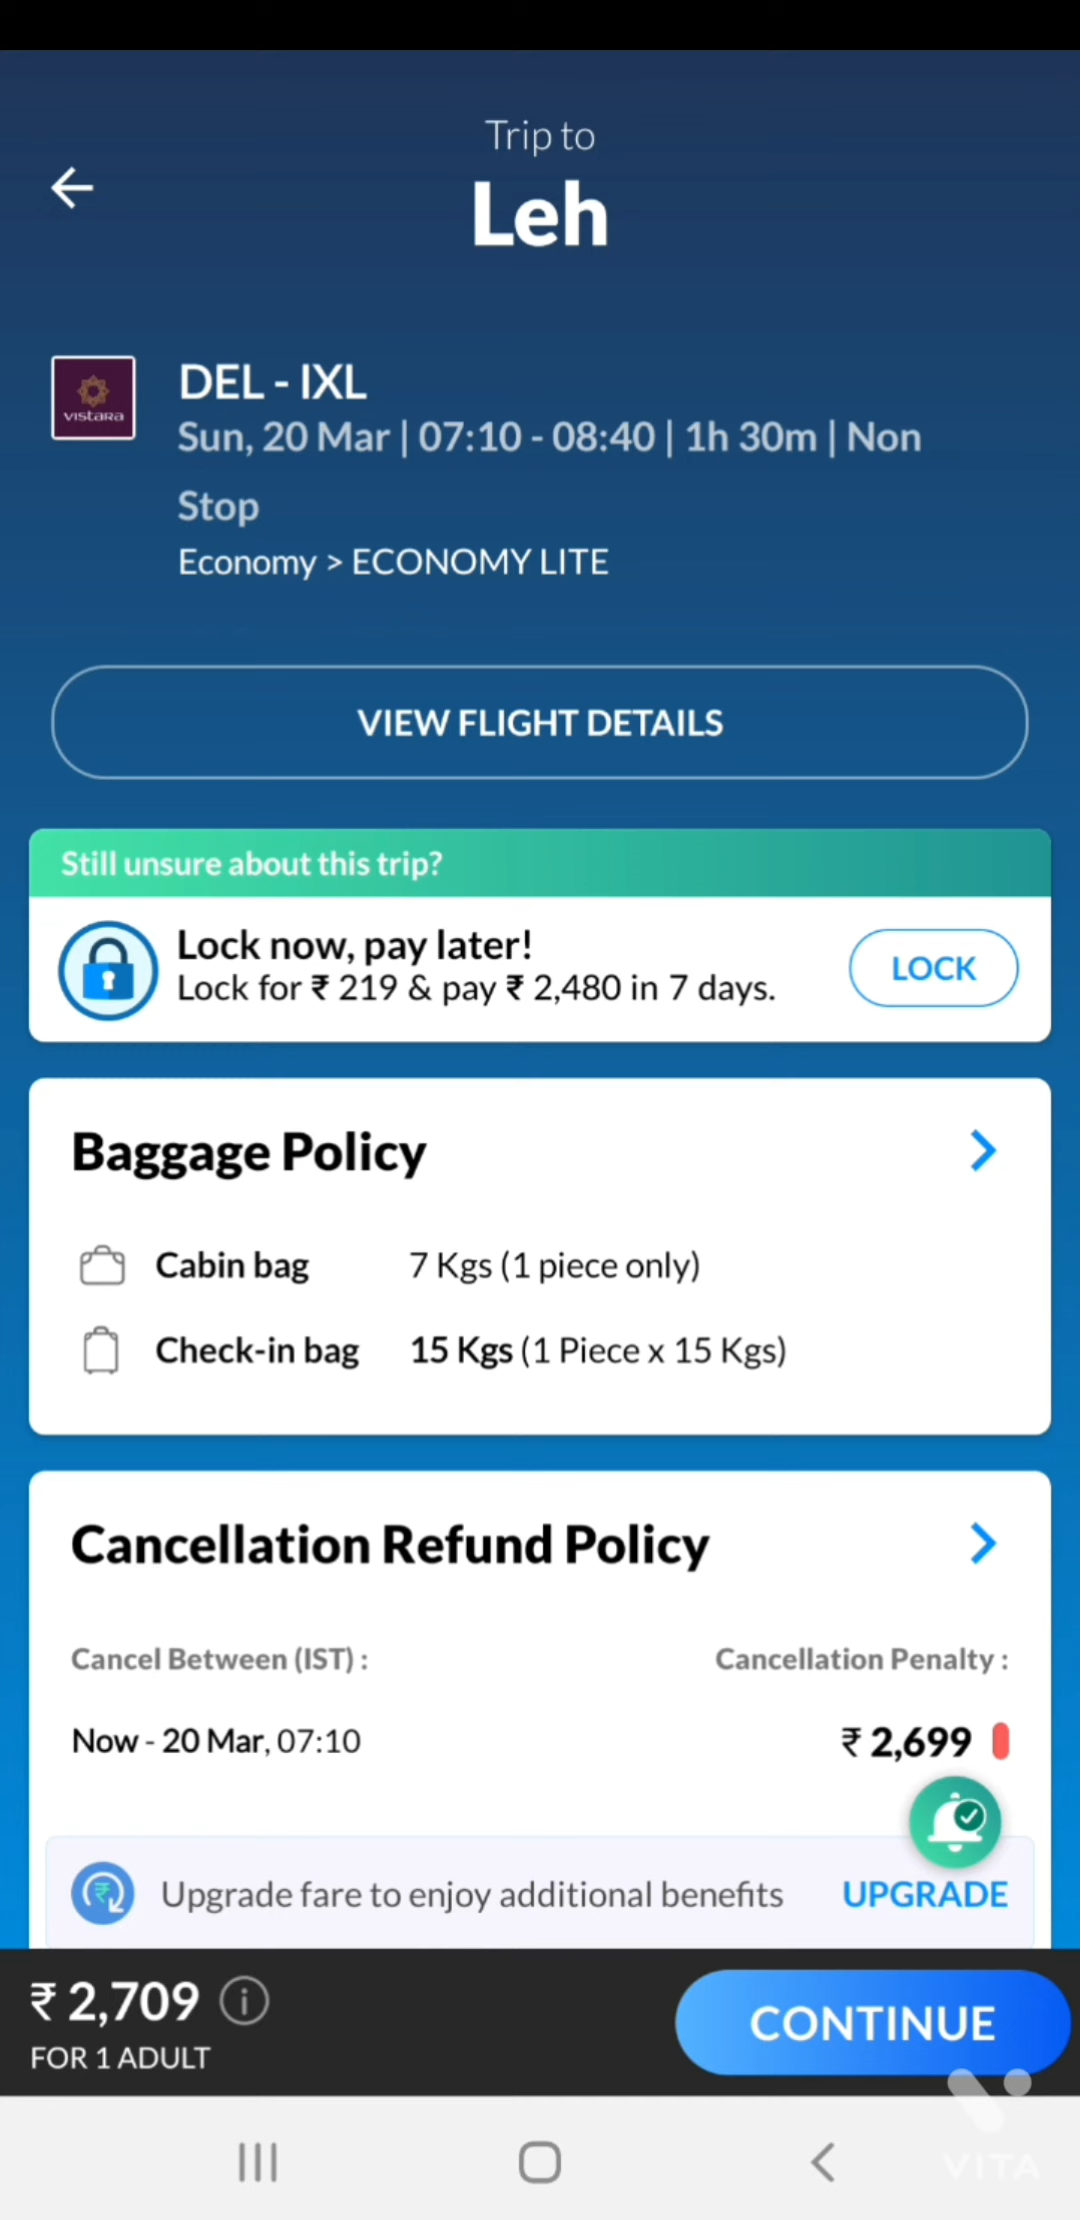 Trip to
Leh
vistara
DEL - IXL
Sun, 20 Mar | 07:10 - 08:40 | 1h 30m | Non
Stop
Economy > ECONOMY LITE
VIEW FLIGHT DETAILS
Still unsure about this trip?
Lock now, pay later!
Lock for ₹ 219 & pay ₹ 2,480 in 7 days.
LOCK
Baggage Policy
Cabin bag 7 Kgs (1 piece only)
Check-in bag 15 Kgs (1 Piece x 15 Kgs)
Cancellation Refund Policy
Cancel Between (IST) : Cancellation Penalty :
Now - 20 Mar, 07:10 ₹ 2,699
Upgrade fare to enjoy additional benefits UPGRADE
₹ 2,709
FOR 1 ADULT
CONTINUE
VITA